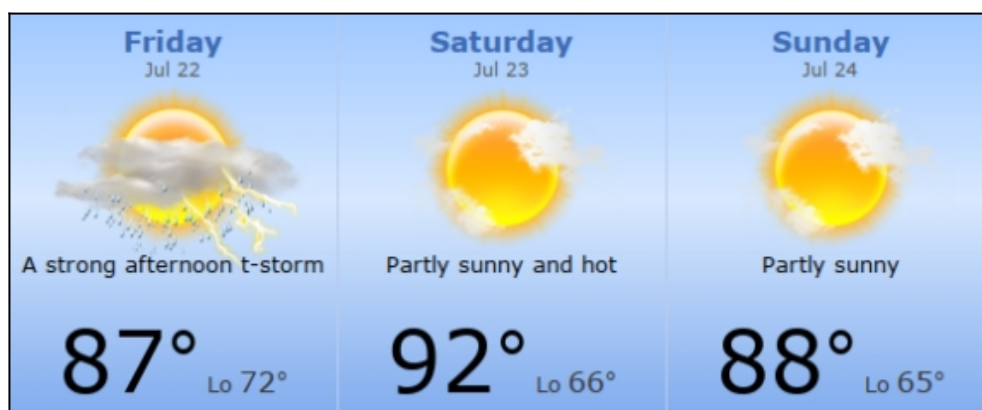 Friday
Jul 22
A strong afternoon t-storm
87° Lo 72°
Saturday
Jul 23
Partly sunny and hot
92° Lo 66°
Sunday
Jul 24
Partly sunny
88° Lo 65°